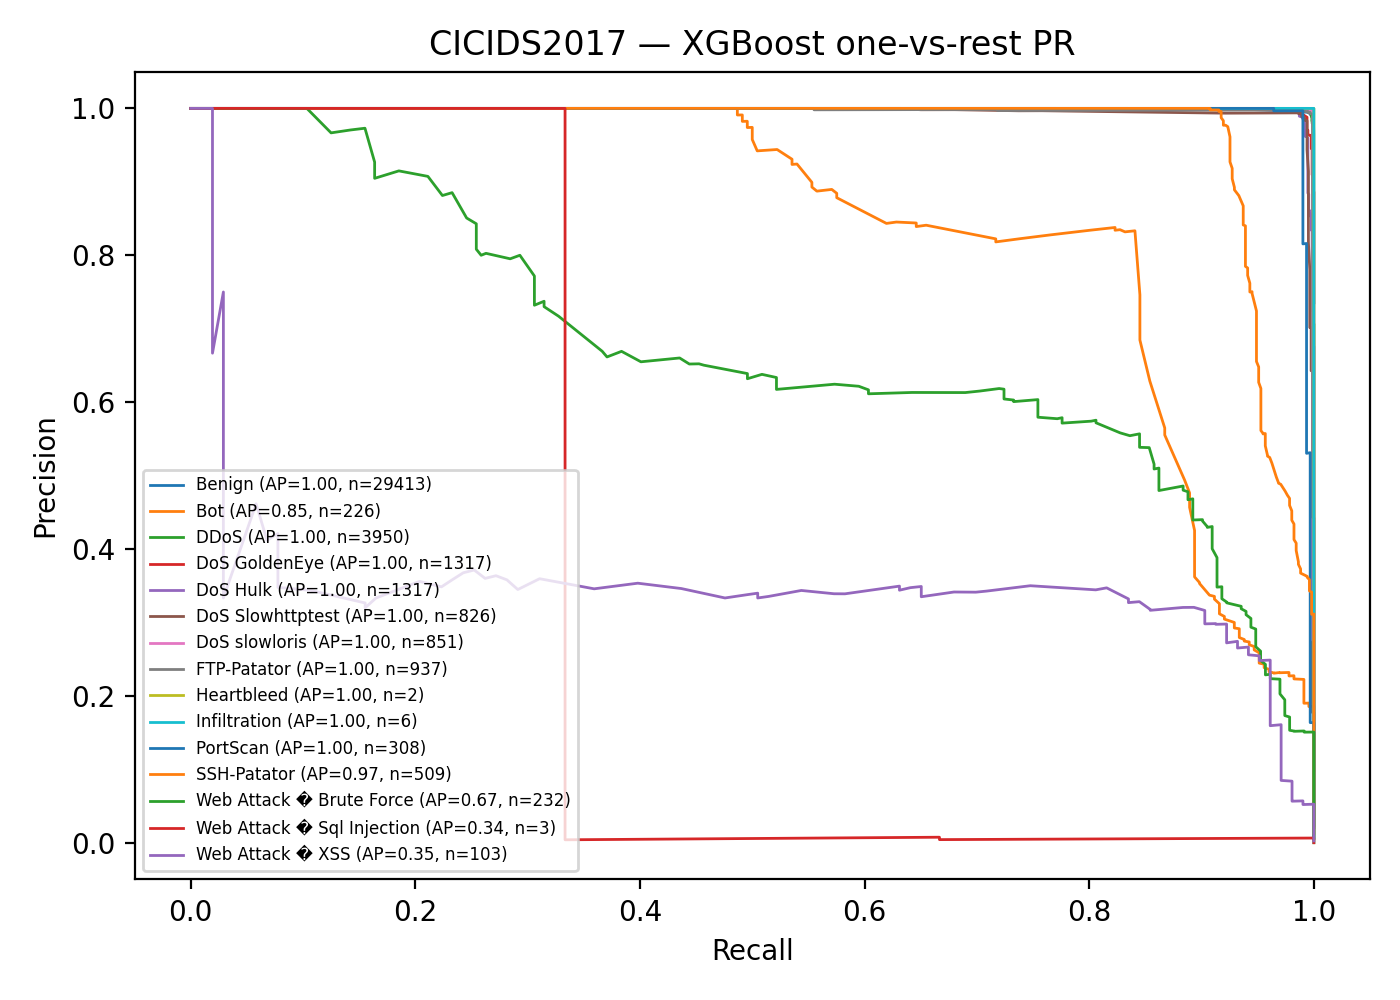 CICIDS2017 — XGBoost one-vs-rest PR
1.0
0.8
0.6
0.4
0.2
0.0
Precision
Benign (AP=1.00, n=29413)
Bot (AP=0.85, n=226)
DDoS (AP=1.00, n=3950)
DoS GoldenEye (AP=1.00, n=1317)
DoS Hulk (AP=1.00, n=1317)
DoS Slowhttptest (AP=1.00, n=826)
DoS slowloris (AP=1.00, n=851)
FTP-Patator (AP=1.00, n=937)
Heartbleed (AP=1.00, n=2)
Infiltration (AP=1.00, n=6)
PortScan (AP=1.00, n=308)
SSH-Patator (AP=0.97, n=509)
Web Attack � Brute Force (AP=0.67, n=232)
Web Attack � Sql Injection (AP=0.34, n=3)
Web Attack � XSS (AP=0.35, n=103)
0.0 0.2 0.4 0.6 0.8 1.0
Recall